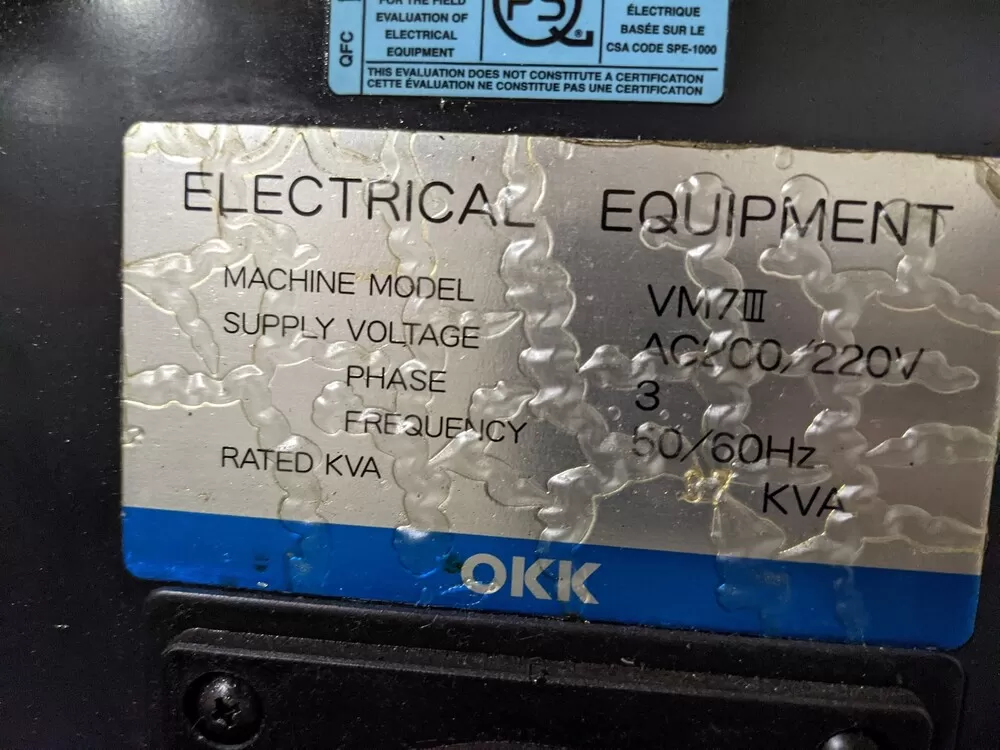 FOR THE FIELD
EVALUATION OF
ELECTRICAL
EQUIPMENT
QFC
PS
®
ÉLECTRIQUE
BASÉE SUR LE
CSA CODE SPE-1000
THIS EVALUATION DOES NOT CONSTITUTE A CERTIFICATION
CETTE ÉVALUATION NE CONSTITUE PAS UNE CERTIFICATION
ELECTRICAL EQUIPMENT
MACHINE MODEL VM7Ⅲ
SUPPLY VOLTAGE AC200/220V
PHASE 3
FREQUENCY 50/60Hz
RATED KVA 37 KVA
OKK